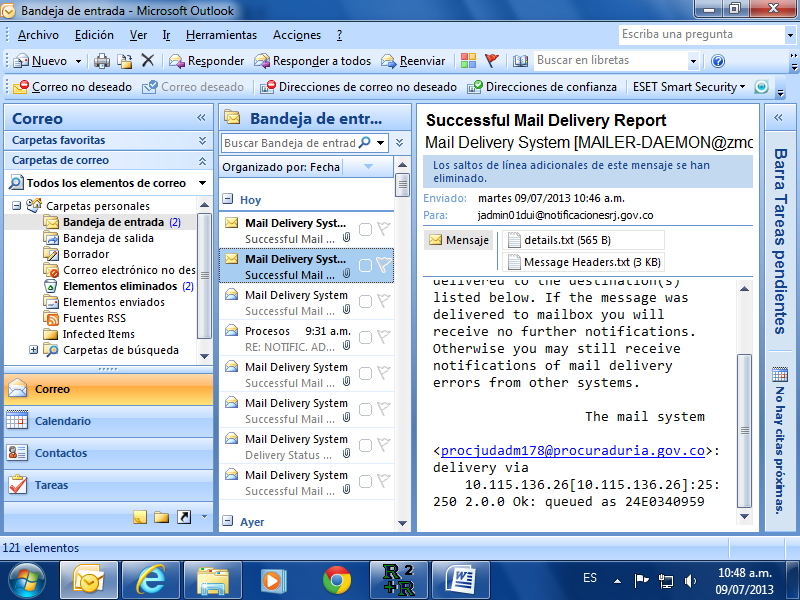 Bandeja de entrada - Microsoft Outlook
Archivo Edición Ver Ir Herramientas Acciones ?
Escriba una pregunta
Nuevo Responder Responder a todos Reenviar Buscar en libretas
Correo no deseado Correo deseado Direcciones de correo no deseado Direcciones de confianza ESET Smart Security
Correo
Carpetas favoritas
Carpetas de correo
Todos los elementos de correo
Carpetas personales
Bandeja de entrada (2)
Bandeja de salida
Borrador
Correo electrónico no des
Elementos eliminados (2)
Elementos enviados
Fuentes RSS
Infected Items
Carpetas de búsqueda
Correo
Calendario
Contactos
Tareas
Bandeja de entr...
Buscar Bandeja de entrad
Organizado por: Fecha
Hoy
Mail Delivery Syst...
Successful Mail ...
Mail Delivery Syst...
Successful Mail ...
Mail Delivery System
Successful Mail ...
Procesos 9:31 a.m.
RE: NOTIFIC. AD...
Mail Delivery System
Successful Mail ...
Mail Delivery System
Successful Mail ...
Mail Delivery System
Delivery Status ...
Mail Delivery System
Successful Mail ...
Ayer
Successful Mail Delivery Report
Mail Delivery System [MAILER-DAEMON@zmc
Los saltos de línea adicionales de este mensaje se han
eliminado.
Enviado: martes 09/07/2013 10:46 a.m.
Para: jadmin01dui@notificacionesrj.gov.co
Mensaje
details.txt (565 B)
Message Headers.txt (3 KB)
delivered to the destination(s)
listed below. If the message was
delivered to mailbox you will
receive no further notifications.
Otherwise you may still receive
notifications of mail delivery
errors from other systems.
The mail system
<procjudadm178@procuraduria.gov.co>:
delivery via
10.115.136.26[10.115.136.26]:25:
250 2.0.0 Ok: queued as 24E0340959
Barra Tareas pendientes
No hay citas próximas.
121 elementos
R2
+R
ES
10:48 a.m.
09/07/2013